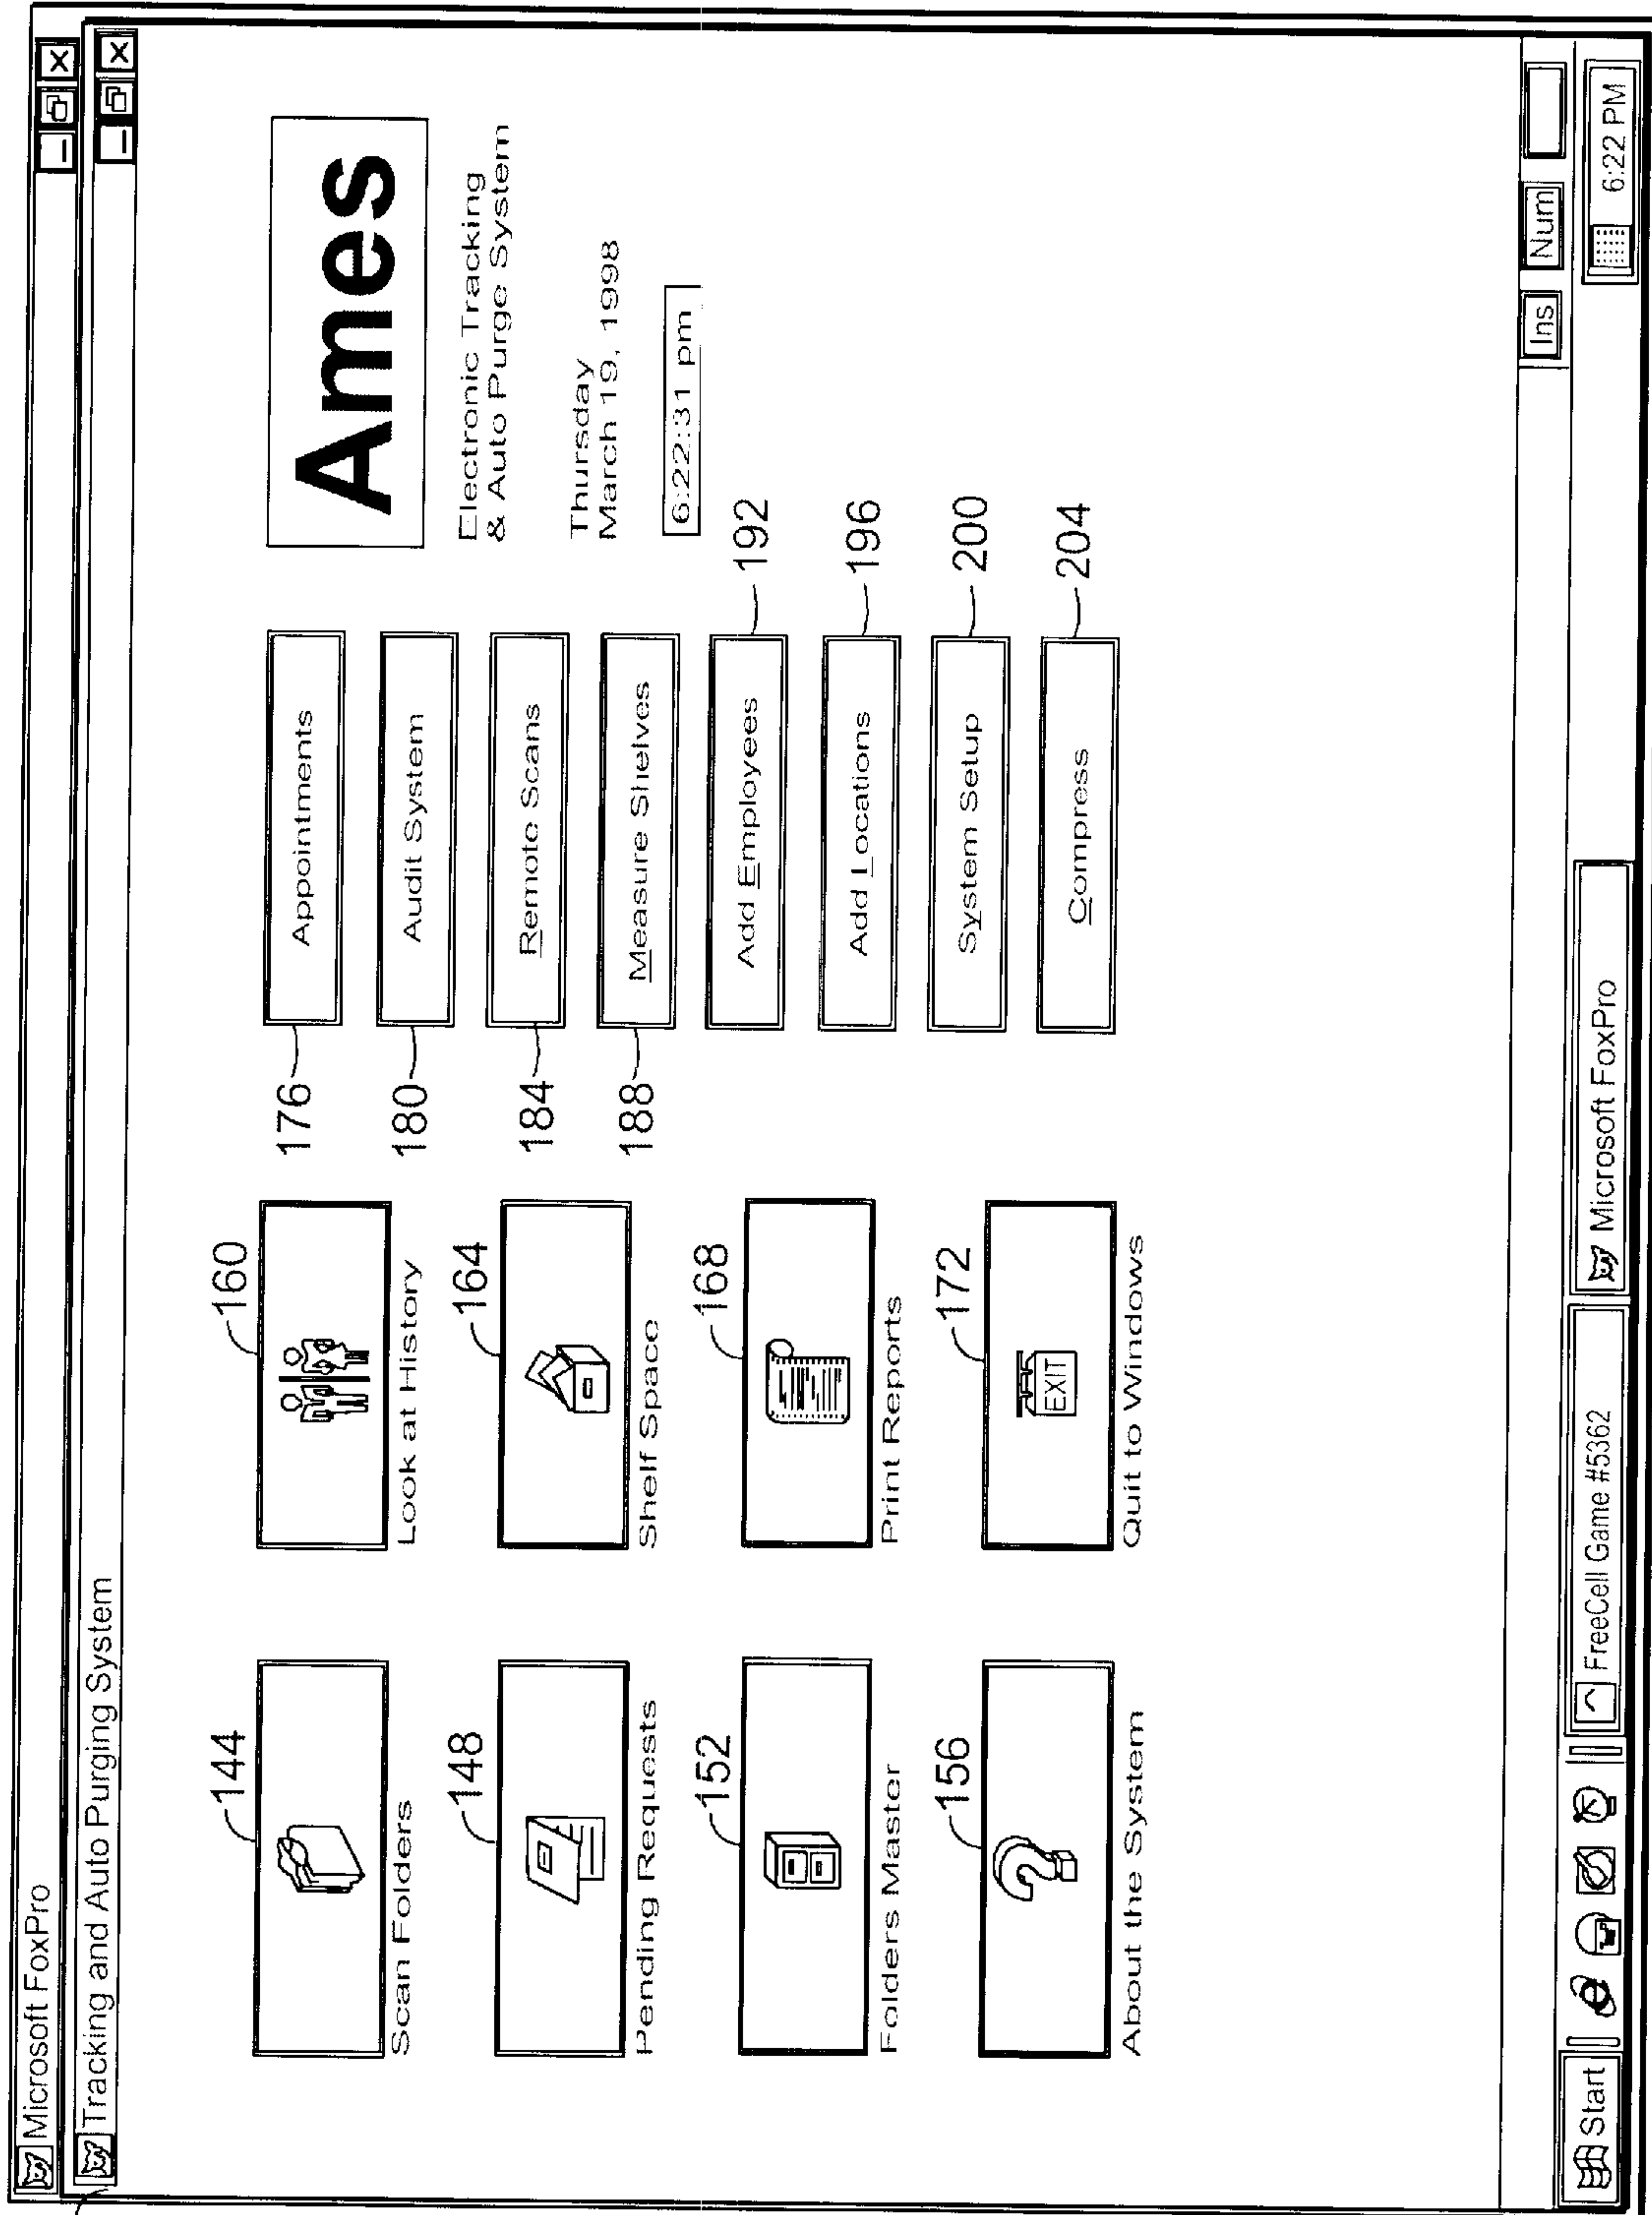 Microsoft FoxPro
Tracking and Auto Purging System
144
Scan Folders
148
Pending Requests
152
Folders Master
156
About the System
160
Look at History
164
Shelf Space
168
Print Reports
EXIT
172
Quit to Windows
176
Appointments
180
Audit System
184
Remote Scans
188
Measure Shelves
Add Employees
192
Add Locations
196
System Setup
200
Compress
204
Ames
Electronic Tracking
& Auto Purge System
Thursday
March 19, 1998
6:22:31 pm
Ins
Num
Start
FreeCell Game #5362
Microsoft FoxPro
6:22 PM